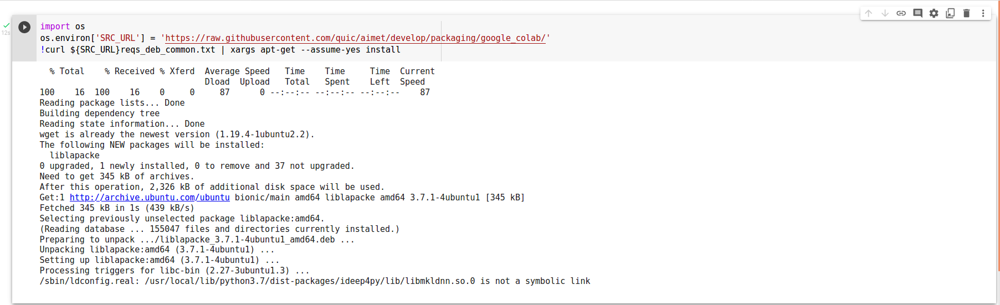 12s
import os
os.environ['SRC_URL'] = 'https://raw.githubusercontent.com/quic/aimet/develop/packaging/google_colab/'
!curl ${SRC_URL}reqs_deb_common.txt | xargs apt-get --assume-yes install
% Total    % Received % Xferd  Average Speed   Time    Time     Time  Current
Dload  Upload   Total   Spent    Left  Speed
100    16  100    16    0     0     87      0 --:--:-- --:--:-- --:--:--    87
Reading package lists... Done
Building dependency tree
Reading state information... Done
wget is already the newest version (1.19.4-1ubuntu2.2).
The following NEW packages will be installed:
  liblapacke
0 upgraded, 1 newly installed, 0 to remove and 37 not upgraded.
Need to get 345 kB of archives.
After this operation, 2,326 kB of additional disk space will be used.
Get:1 http://archive.ubuntu.com/ubuntu bionic/main amd64 liblapacke amd64 3.7.1-4ubuntu1 [345 kB]
Fetched 345 kB in 1s (439 kB/s)
Selecting previously unselected package liblapacke:amd64.
(Reading database ... 155047 files and directories currently installed.)
Preparing to unpack .../liblapacke_3.7.1-4ubuntu1_amd64.deb ...
Unpacking liblapacke:amd64 (3.7.1-4ubuntu1) ...
Setting up liblapacke:amd64 (3.7.1-4ubuntu1) ...
Processing triggers for libc-bin (2.27-3ubuntu1.3) ...
/sbin/ldconfig.real: /usr/local/lib/python3.7/dist-packages/ideep4py/lib/libmkldnn.so.0 is not a symbolic link